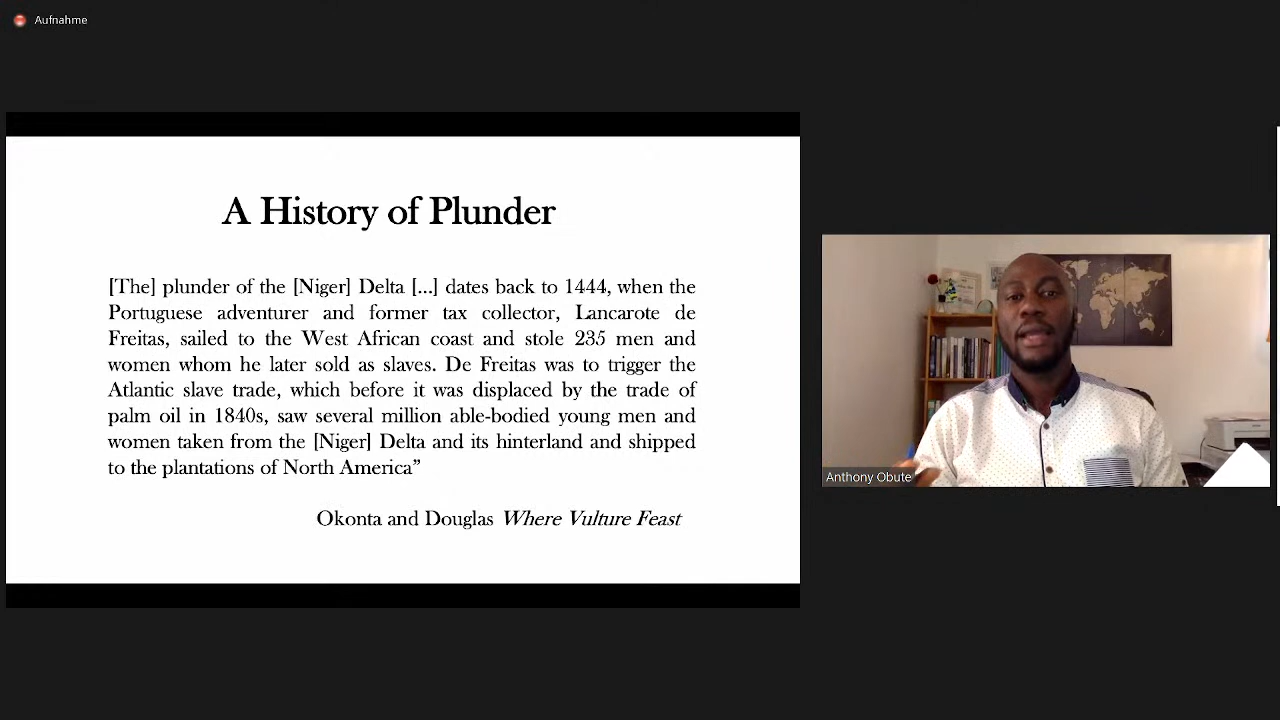 Aufnahme
A History of Plunder
[The] plunder of the [Niger] Delta [...] dates back to 1444, when the
Portuguese adventurer and former tax collector, Lancarote de
Freitas, sailed to the West African coast and stole 235 men and
women whom he later sold as slaves. De Freitas was to trigger the
Atlantic slave trade, which before it was displaced by the trade of
palm oil in 1840s, saw several million able-bodied young men and
women taken from the [Niger] Delta and its hinterland and shipped
to the plantations of North America”
Okonta and Douglas Where Vulture Feast
Anthony Obute